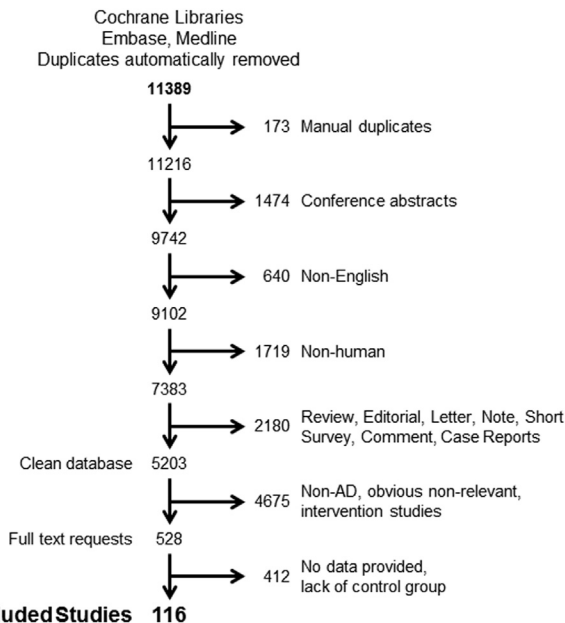 Cochrane Libraries
Embase, Medline
Duplicates automatically removed
11389
173 Manual duplicates
11216
1474 Conference abstracts
9742
640 Non-English
9102
1719 Non-human
7383
2180 Review, Editorial, Letter, Note, Short
Survey, Comment, Case Reports
Clean database 5203
4675 Non-AD, obvious non-relevant,
intervention studies
Full text requests 528
412 No data provided,
lack of control group
uded Studies 116